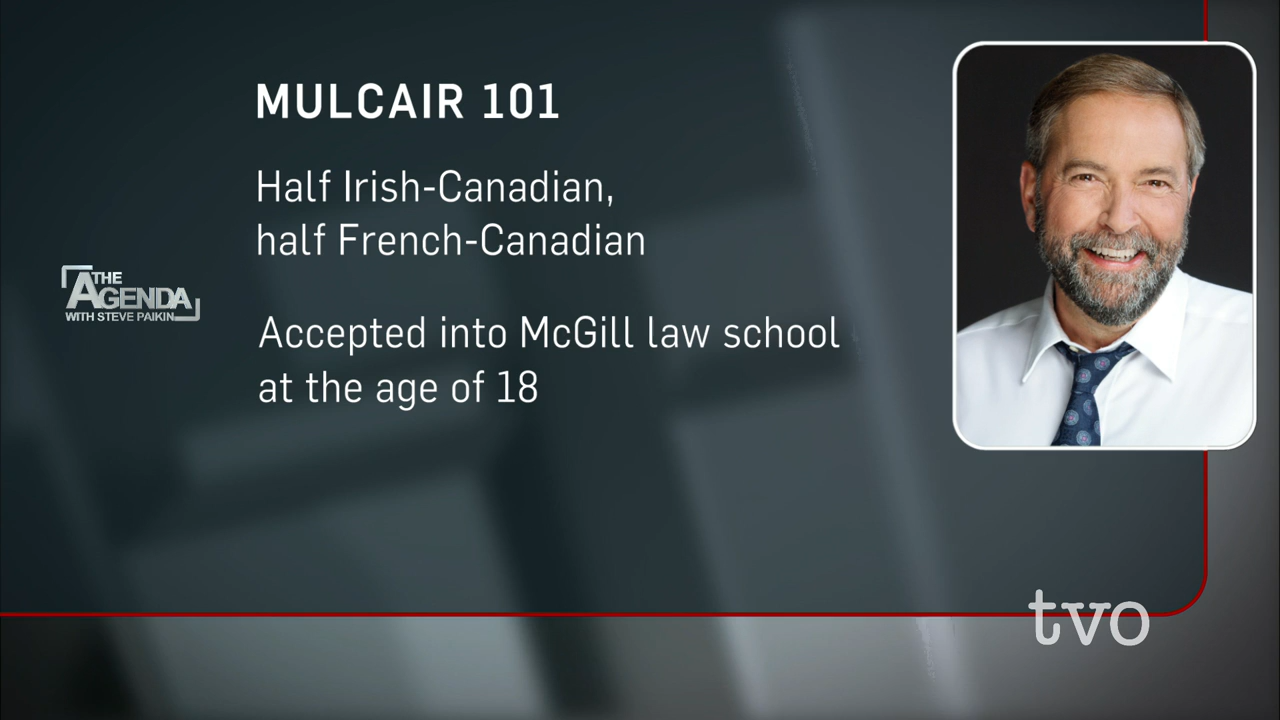 MULCAIR 101
Half Irish-Canadian,
half French-Canadian
THE
AGENDA
WITH STEVE PAIKIN
Accepted into McGill law school
at the age of 18
tvo